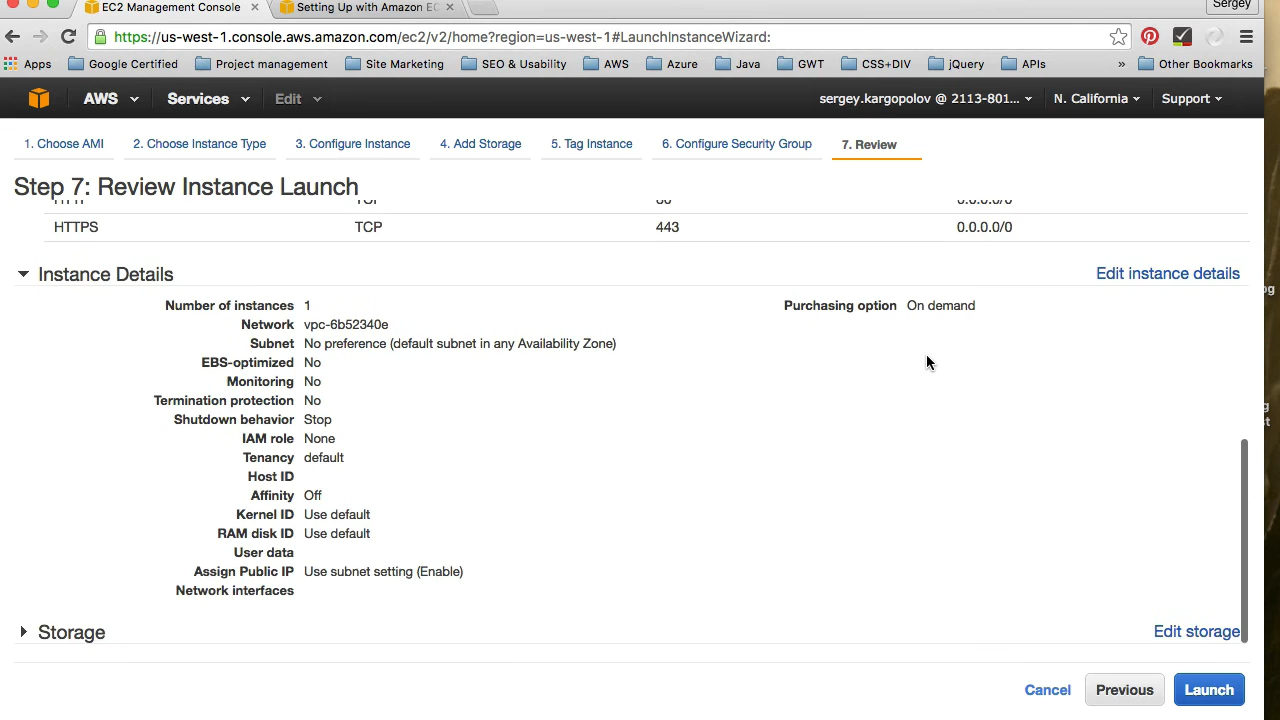 EC2 Management Console
Setting Up with Amazon EC
Sergey
https://us-west-1.console.aws.amazon.com/ec2/v2/home?region=us-west-1#LaunchInstanceWizard:
Apps Google Certified Project management Site Marketing SEO & Usability AWS Azure Java GWT CSS+DIV jQuery APIs » Other Bookmarks
AWS Services Edit sergey.kargopolov @ 2113-801... N. California Support
1. Choose AMI 2. Choose Instance Type 3. Configure Instance 4. Add Storage 5. Tag Instance 6. Configure Security Group 7. Review
Step 7: Review Instance Launch
HTTP TCP 80 0.0.0.0/0
HTTPS TCP 443 0.0.0.0/0
Instance Details Edit instance details
Number of instances 1 Purchasing option On demand
Network vpc-6b52340e
Subnet No preference (default subnet in any Availability Zone)
EBS-optimized No
Monitoring No
Termination protection No
Shutdown behavior Stop
IAM role None
Tenancy default
Host ID
Affinity Off
Kernel ID Use default
RAM disk ID Use default
User data
Assign Public IP Use subnet setting (Enable)
Network interfaces
Storage Edit storage
Cancel Previous Launch